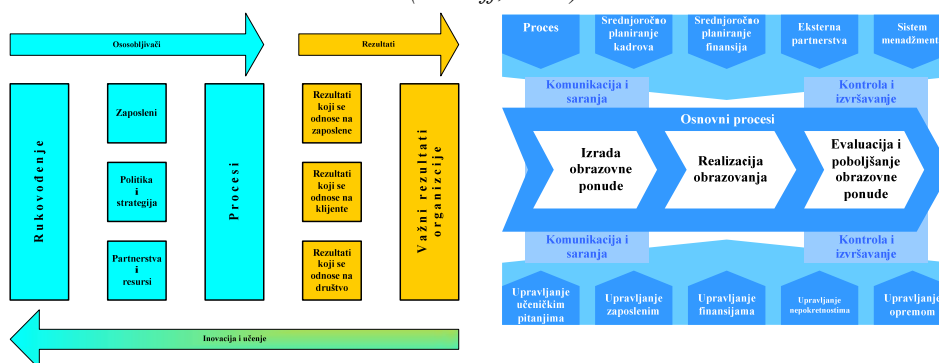 Ososobljivači
Rezultati
Rukovođenje
Zaposleni
Politika
i
strategija
Partnerstva
i
resursi
Procesi
Rezultati
koji se
odnose na
zaposlene
Rezultati
koji se
odnose na
klijente
Rezultati
koji se
odnose na
društvo
Važni rezultati
organizcije
Inovacija i učenje
Proces
Srednjoročno
planiranje
kadrova
Srednjoročno
planiranje
finansija
Eksterna
partnerstva
Sistem
menadžment
Komunikacija i
saranja
Kontrola i
izvršavanje
Osnovni procesi
Izrada
obrazovne
ponude
Realizacija
obrazovanja
Evaluacija i
poboljšanje
obrazovne
ponude
Komunikacija i
saranja
Kontrola i
izvršavanje
Upravljanje
učeničkim
pitanjima
Upravljanje
zaposlenim
Upravljanje
finansijama
Upravljanje
nepokretnostima
Upravljanje
opremom